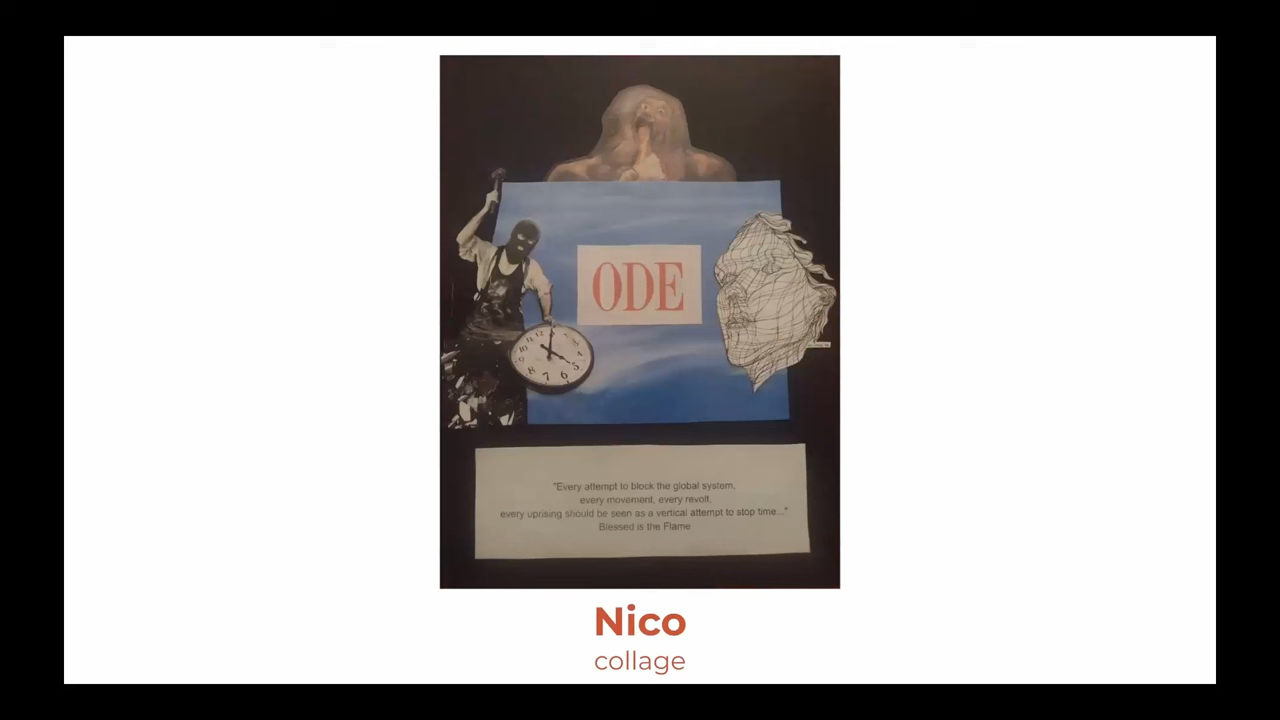 ODE
"Every attempt to block the global system,
every movement, every revolt,
every uprising should be seen as a vertical attempt to stop time..."
Blessed is the Flame
Nico
collage